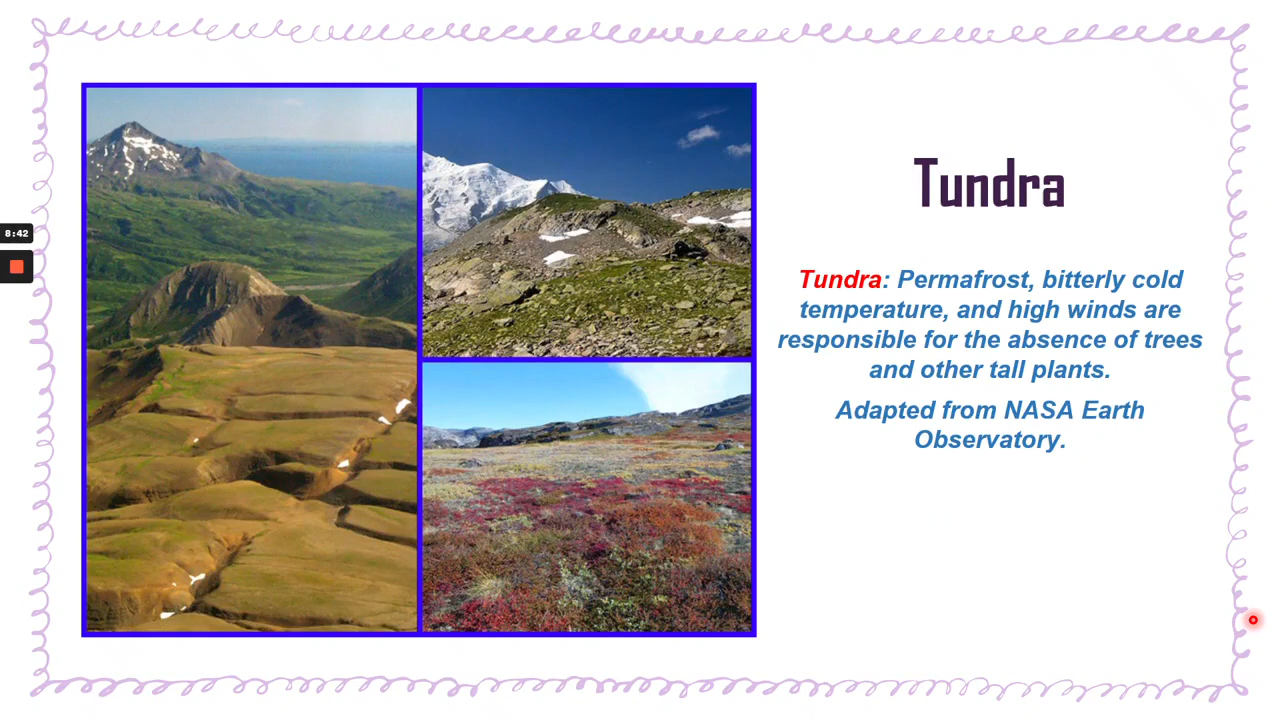 8:42
Tundra
Tundra: Permafrost, bitterly cold
temperature, and high winds are
responsible for the absence of trees
and other tall plants.
Adapted from NASA Earth
Observatory.